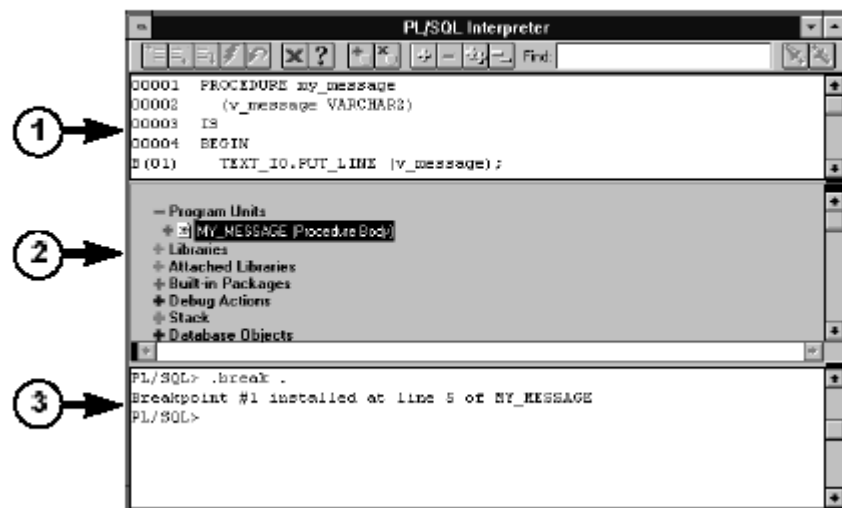 PL/SQL Interpreter
Find:
00001 PROCEDURE my_message
00002 (v_message VARCHAR2)
00003 IS
00004 BEGIN
B(01) TEXT_IO.PUT_LINE (v_message);
1
Program Units
MY_MESSAGE (Procedure Body)
Libraries
2
Attached Libraries
Built-in Packages
Debug Actions
Stack
Database Objects
PL/SQL> .break .
3
Breakpoint #1 installed at line 5 of MY_MESSAGE
PL/SQL>